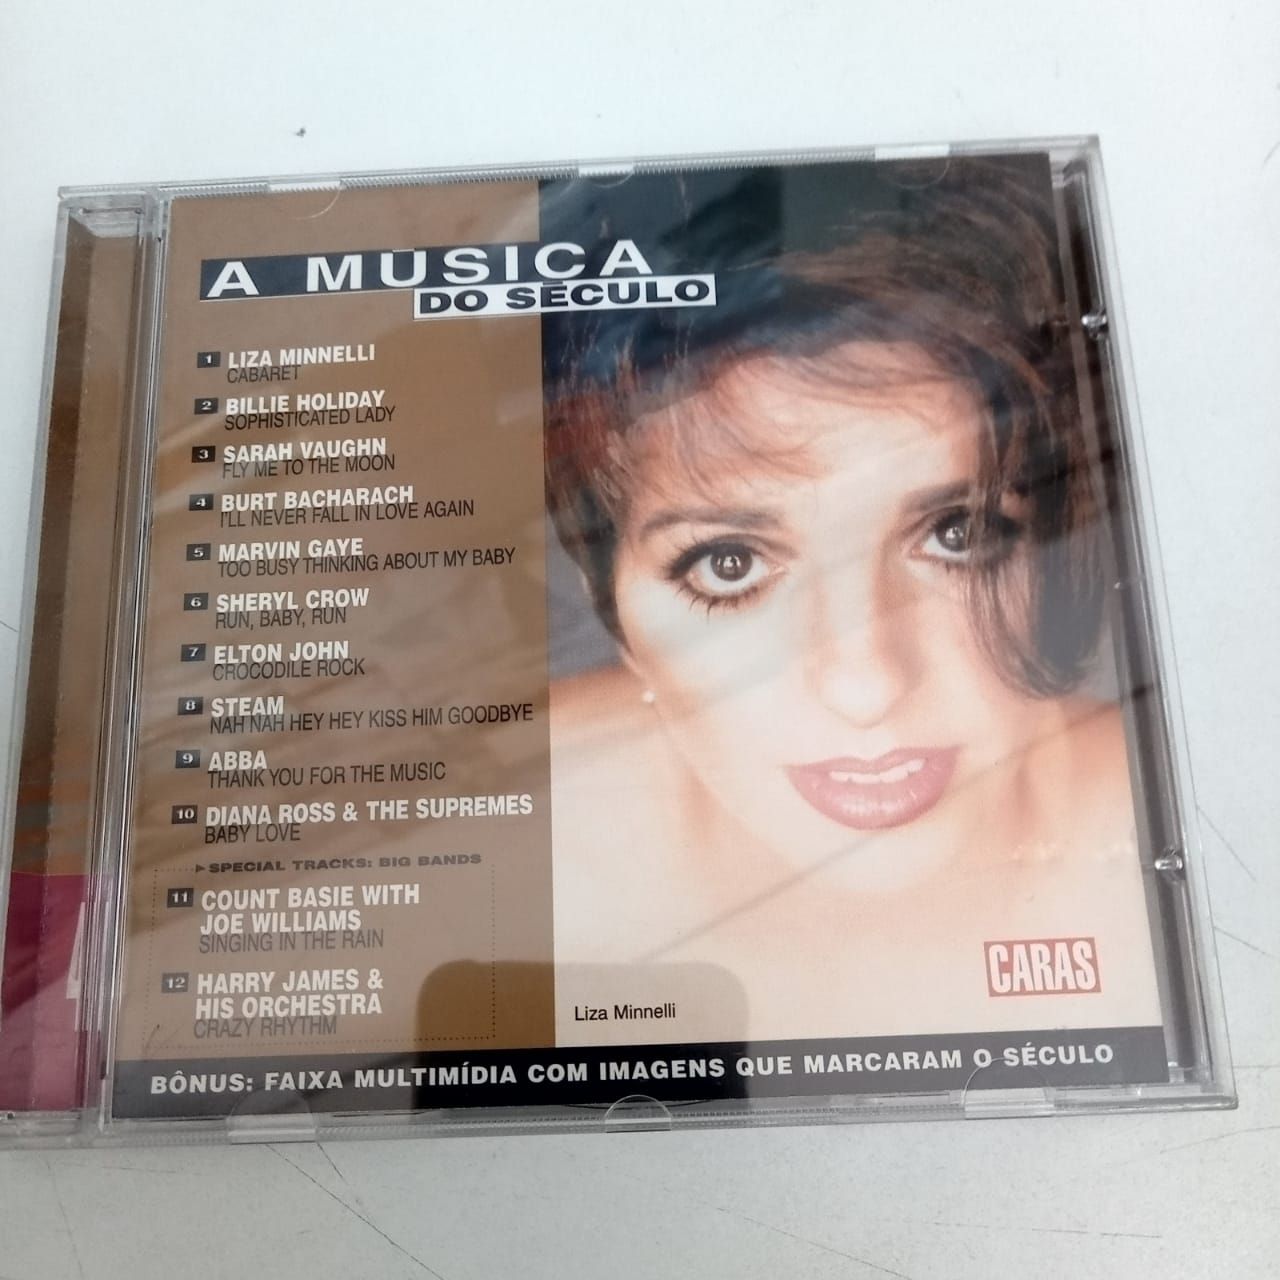 A MÚSICA
DO SÉCULO
1 LIZA MINNELLI
CABARET
2 BILLIE HOLIDAY
SOPHISTICATED LADY
3 SARAH VAUGHN
FLY ME TO THE MOON
4 BURT BACHARACH
I'LL NEVER FALL IN LOVE AGAIN
5 MARVIN GAYE
TOO BUSY THINKING ABOUT MY BABY
6 SHERYL CROW
RUN, BABY, RUN
7 ELTON JOHN
CROCODILE ROCK
8 STEAM
NAH NAH HEY HEY KISS HIM GOODBYE
9 ABBA
THANK YOU FOR THE MUSIC
10 DIANA ROSS & THE SUPREMES
BABY LOVE
SPECIAL TRACKS: BIG BANDS
11 COUNT BASIE WITH
JOE WILLIAMS
SINGING IN THE RAIN
12 HARRY JAMES &
HIS ORCHESTRA
CRAZY RHYTHM
CARAS
Liza Minnelli
BÔNUS: FAIXA MULTIMÍDIA COM IMAGENS QUE MARCARAM O SÉCULO